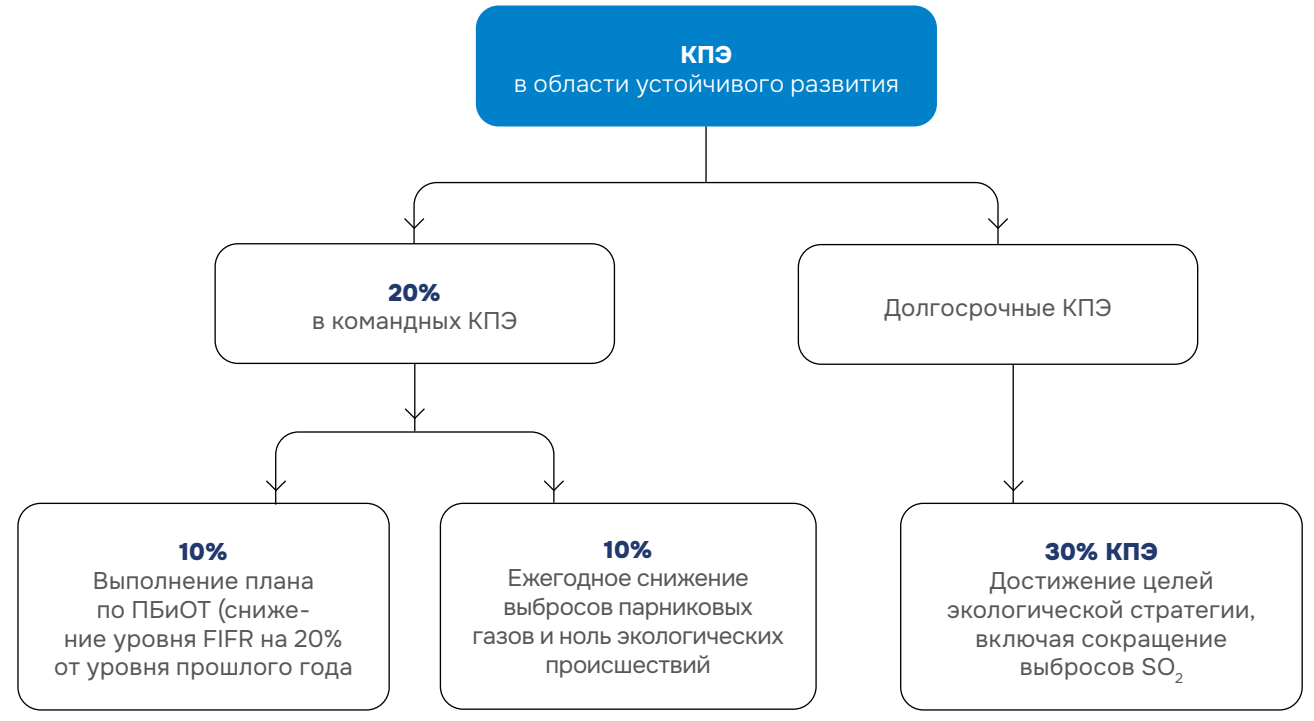 КПЭ
в области устойчивого развития
20%
в командных КПЭ
Долгосрочные КПЭ
10%
Выполнение плана
по ПБиОТ (сниже-
ние уровня FIFR на 20%
от уровня прошлого года
10%
Ежегодное снижение
выбросов парниковых
газов и ноль экологических
происшествий
30% КПЭ
Достижение целей
экологической стратегии,
включая сокращение
выбросов SO₂